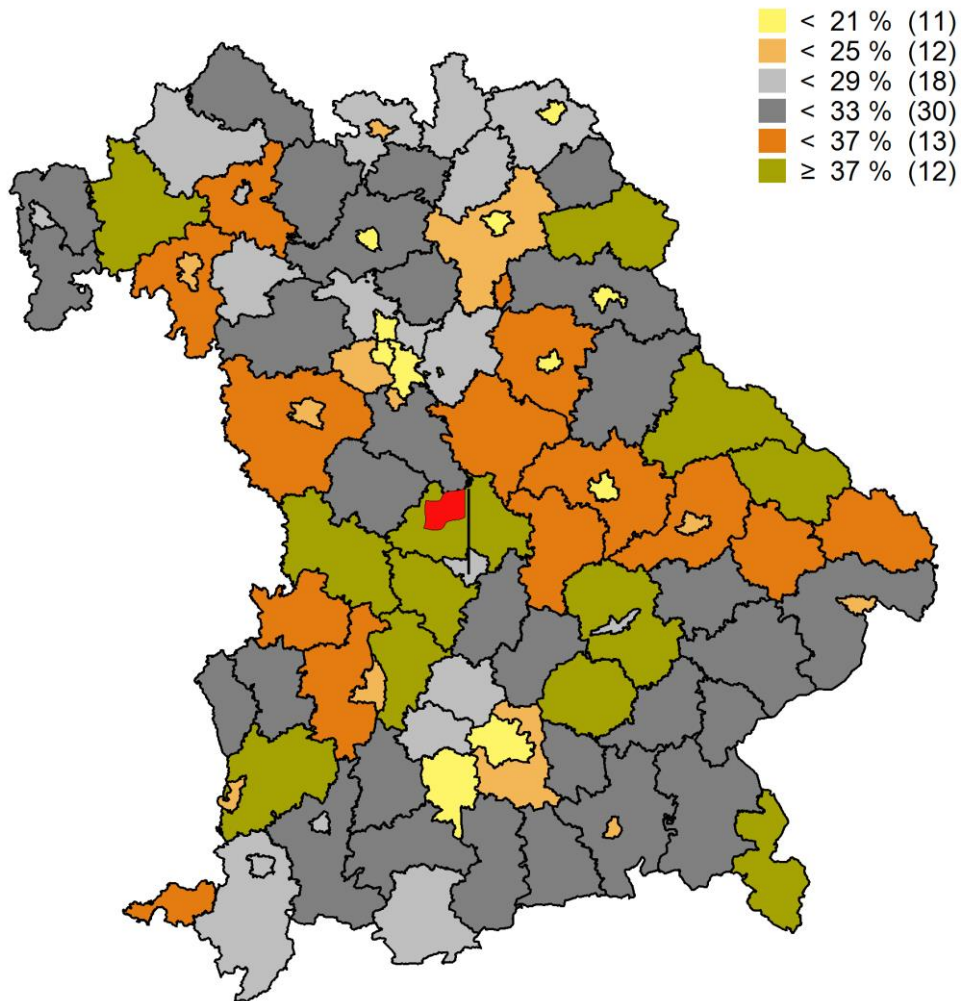 < 21 % (11)
< 25 % (12)
< 29 % (18)
< 33 % (30)
< 37 % (13)
≥ 37 % (12)